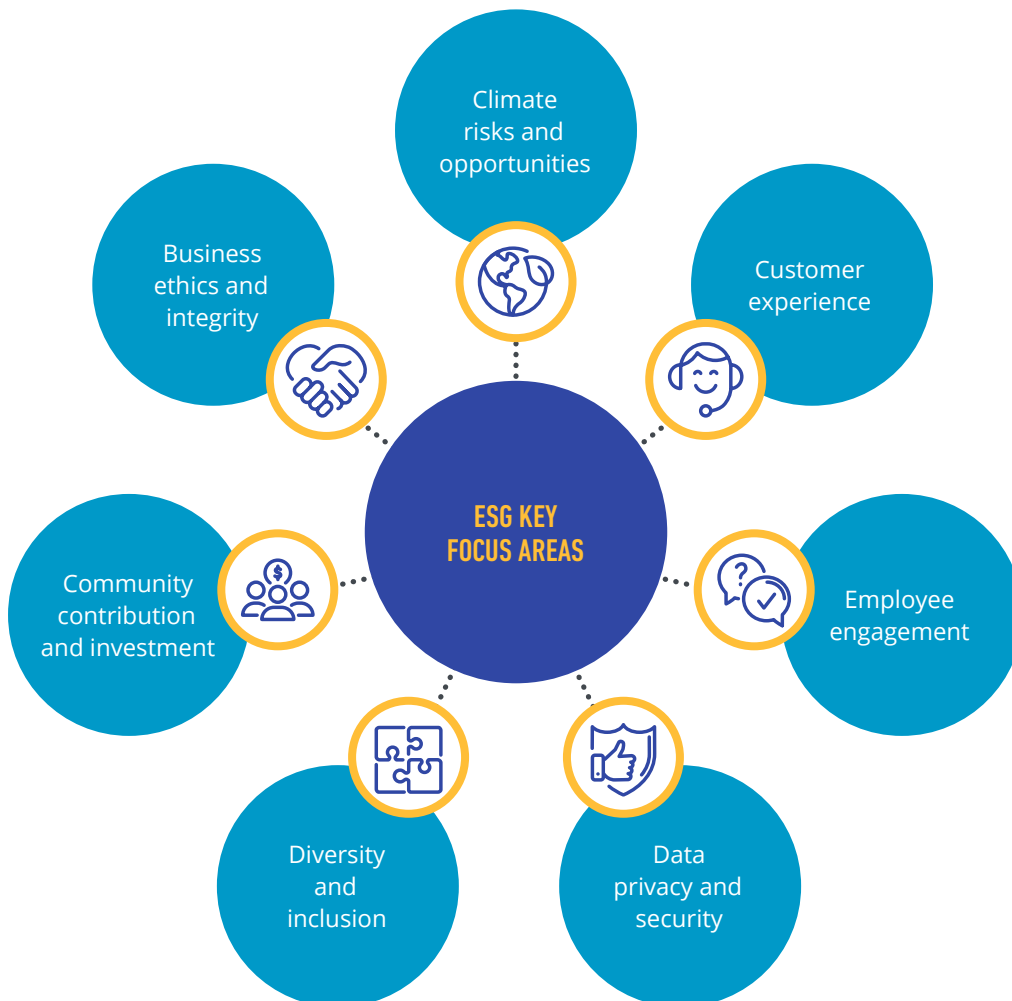 Climate
risks and
opportunities
Customer
experience
Employee
engagement
Data
privacy and
security
Diversity
and
inclusion
Community
contribution
and investment
Business
ethics and
integrity
ESG KEY
FOCUS AREAS
$
?